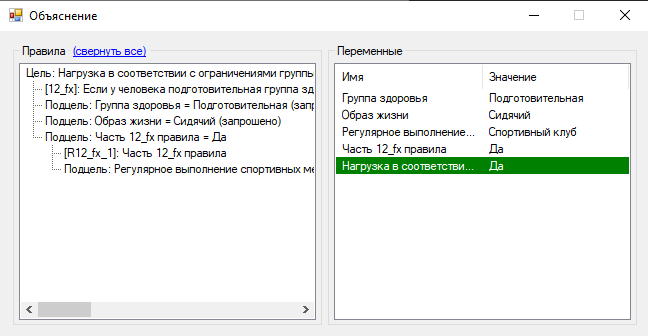 Объяснение
Правила (свернуть все)
Цель: Нагрузка в соответствии с ограничениями группы
[12_fx]: Если у человека подготовительная группа зд
Подцель: Группа здоровья = Подготовительная (запр
Подцель: Образ жизни = Сидячий (запрошено)
Подцель: Часть 12_fx правила = Да
[R12_fx_1]: Часть 12_fx правила
Подцель: Регулярное выполнение спортивных ме
Переменные
Имя Значение
Группа здоровья Подготовительная
Образ жизни Сидячий
Регулярное выполнение... Спортивный клуб
Часть 12_fx правила Да
Нагрузка в соответстви... Да